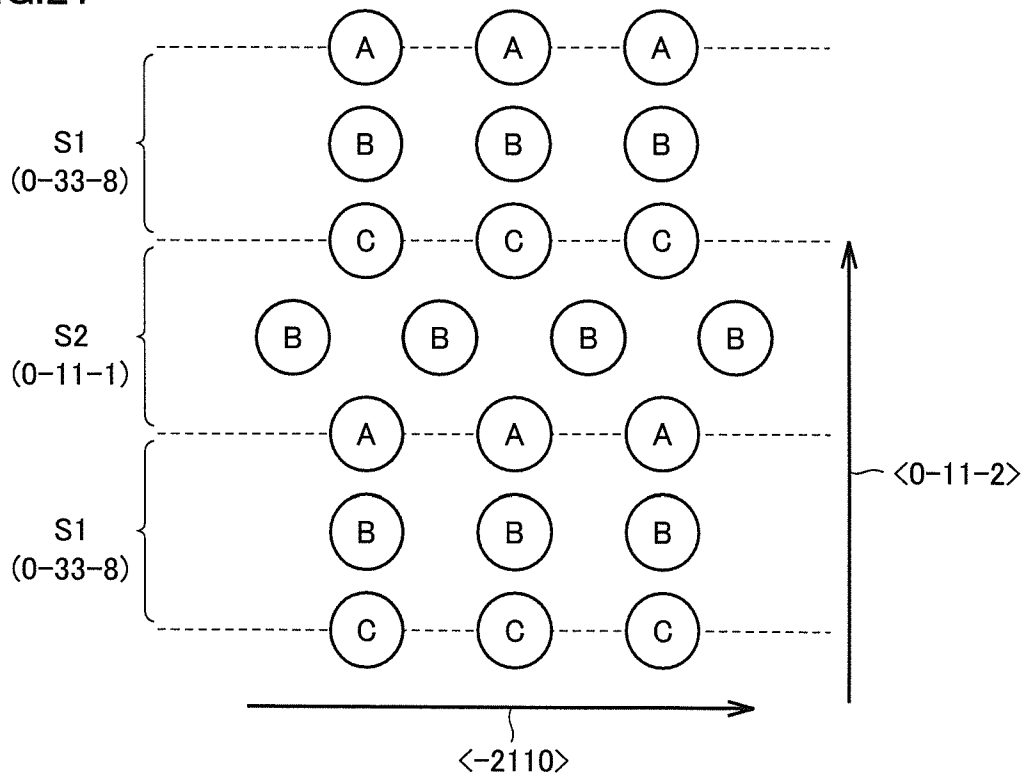 A A A
S1
(0-33-8)
B B B
C C C
S2
(0-11-1)
B B B B
A A A
<0-11-2>
S1
(0-33-8)
B B B
C C C
<-2110>